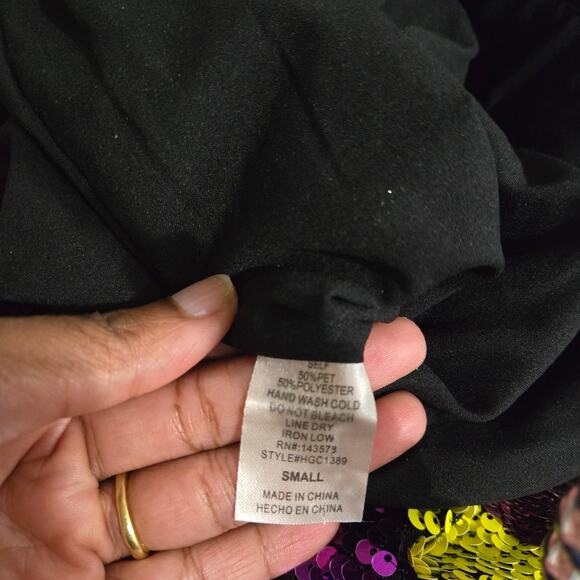 SELF
50%PET
50%POLYESTER
HAND WASH COLD
DO NOT BLEACH
LINE DRY
IRON LOW
RN#:143578
STYLE#HGC1389
SMALL
MADE IN CHINA
HECHO EN CHINA